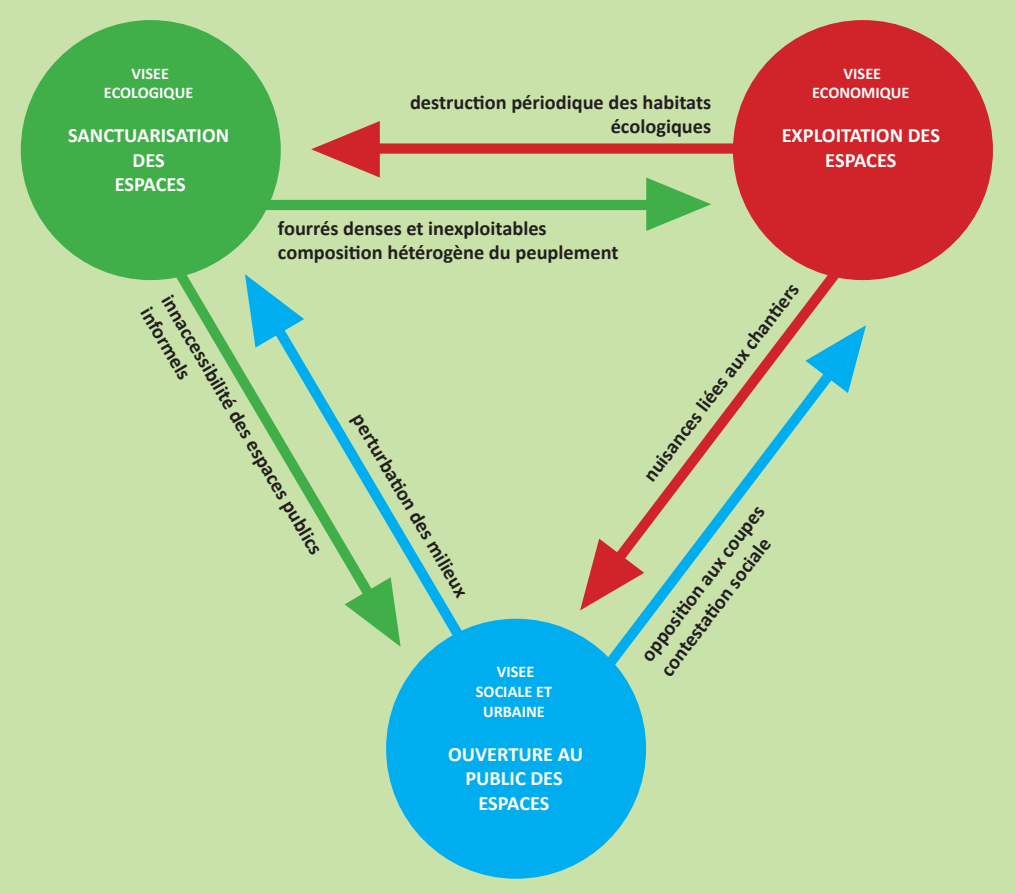 VISEE
ECOLOGIQUE
SANCTUARISATION
DES
ESPACES
destruction périodique des habitats
écologiques
VISEE
ECONOMIQUE
EXPLOITATION DES
ESPACES
fourrés denses et inexploitables
composition hétérogène du peuplement
innaccessibilité des espaces publics
informels
perturbation des milieux
nuisances liées aux chantiers
opposition aux coupes
contestation sociale
VISEE
SOCIALE ET
URBAINE
OUVERTURE AU
PUBLIC DES
ESPACES